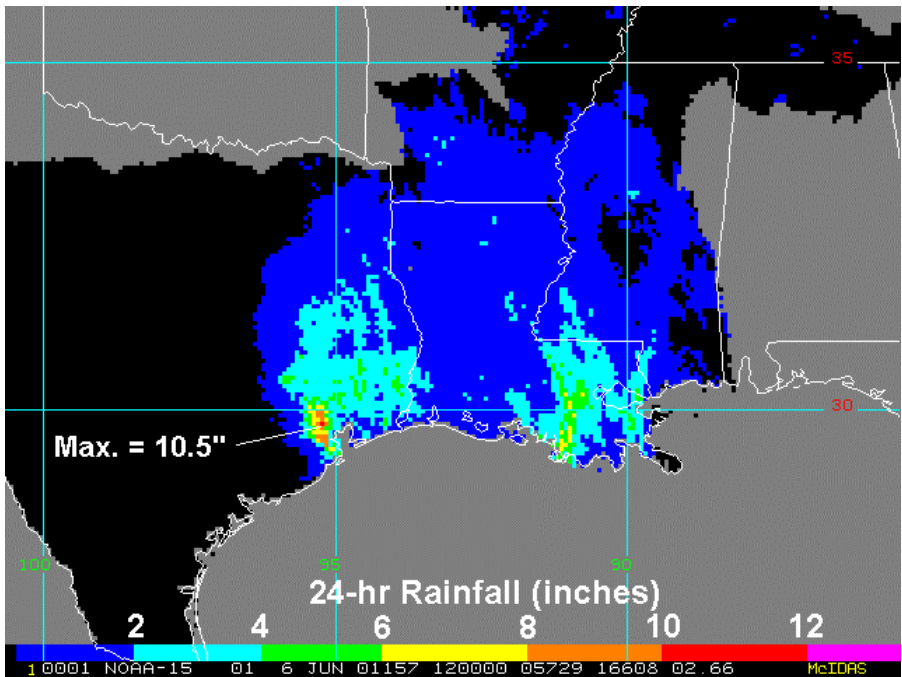 35
Max. = 10.5"
30
100 95 90
24-hr Rainfall (inches)
2 4 6 8 10 12
1 0001 NOAA-15 01 6 JUN 01157 120000 05729 16608 02.66 McIDAS